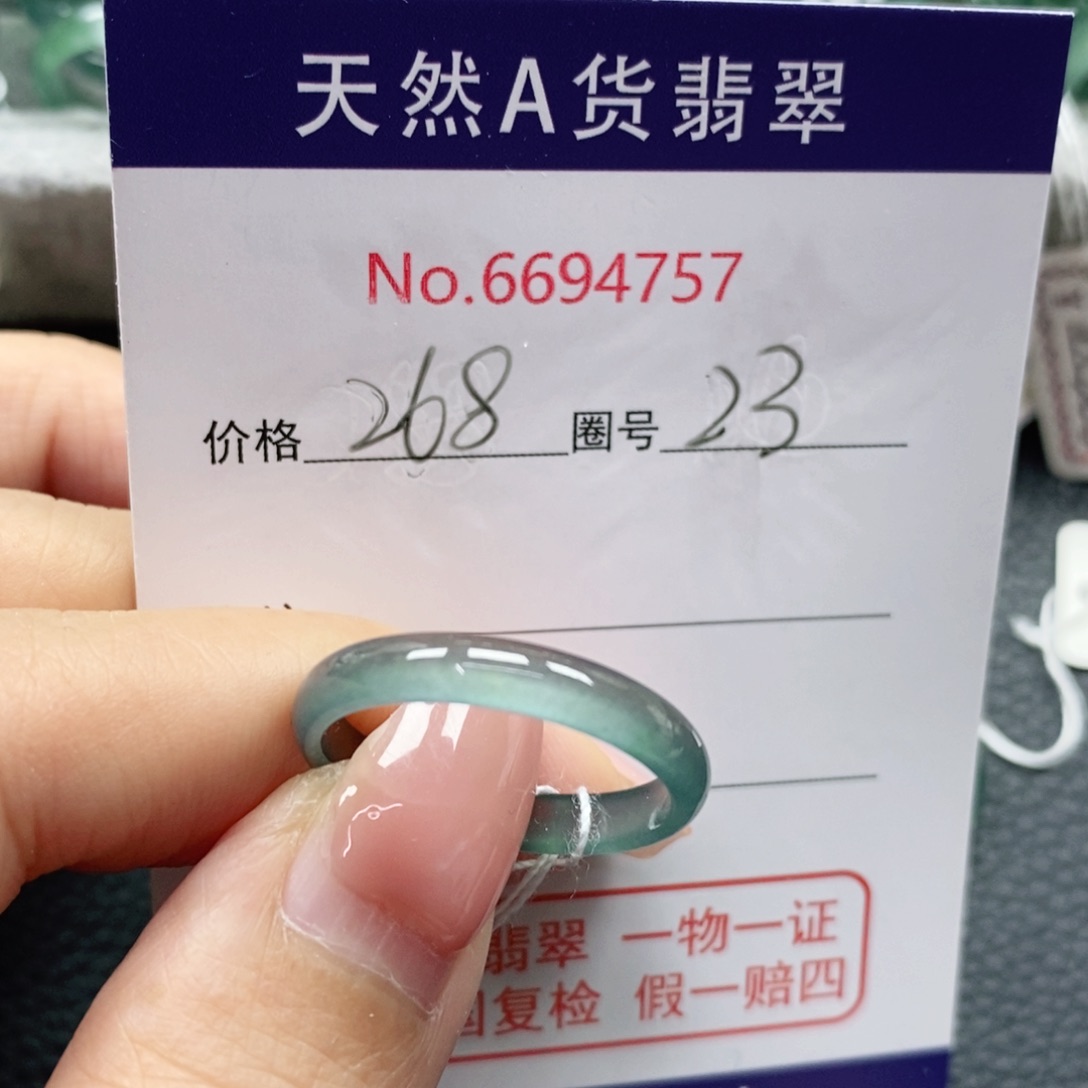 天然A货翡翠
No.6694757
价格 268 圈号 23
翡翠 一物一证
复检 假一赔四